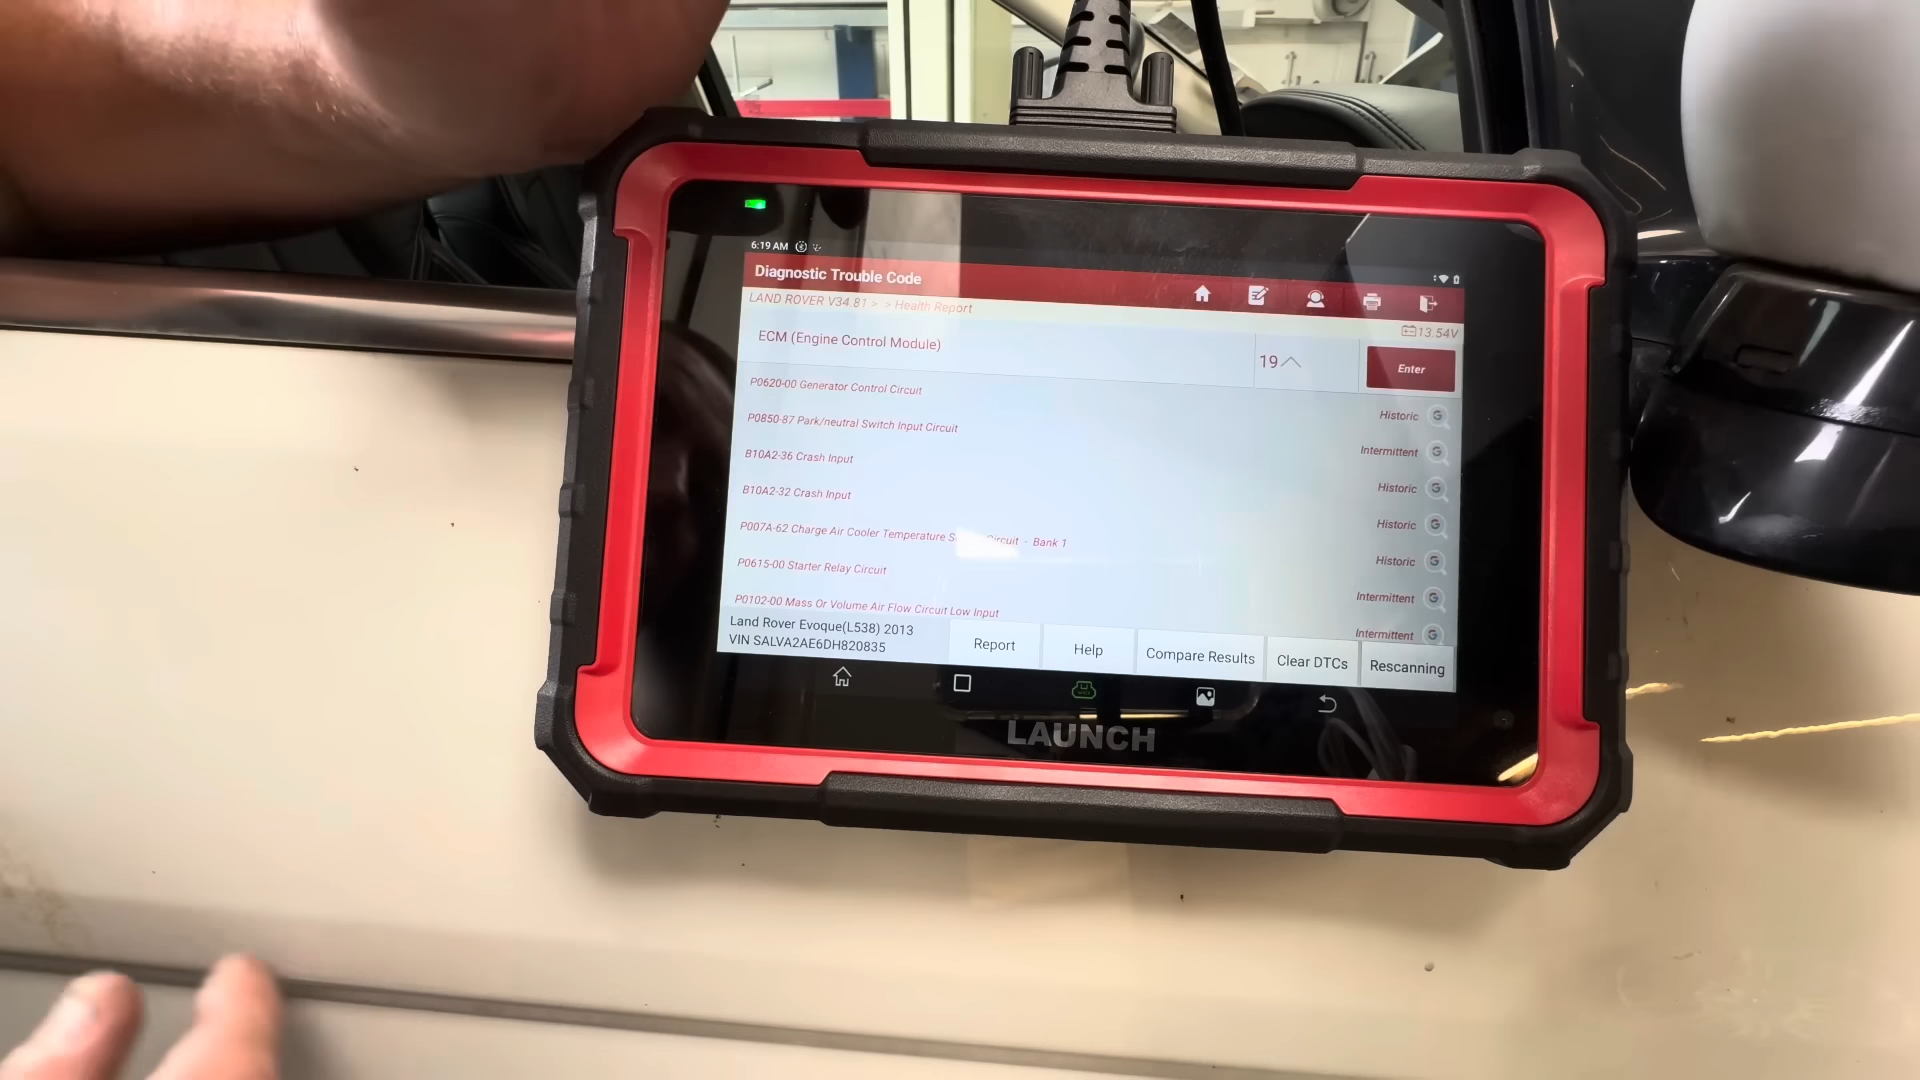 6:19 AM
Diagnostic Trouble Code
LAND ROVER V34.81 > > Health Report
13.54V
ECM (Engine Control Module)
19
Enter
P0620-00 Generator Control Circuit
Historic
P0850-87 Park/neutral Switch Input Circuit
Intermittent
B10A2-36 Crash Input
Historic
B10A2-32 Crash Input
Historic
P007A-62 Charge Air Cooler Temperature Circuit - Bank 1
Historic
P0615-00 Starter Relay Circuit
Intermittent
P0102-00 Mass Or Volume Air Flow Circuit Low Input
Intermittent
Land Rover Evoque(L538) 2013
VIN SALVA2AE6DH820835
Report
Help
Compare Results
Clear DTCs
Rescanning
LAUNCH